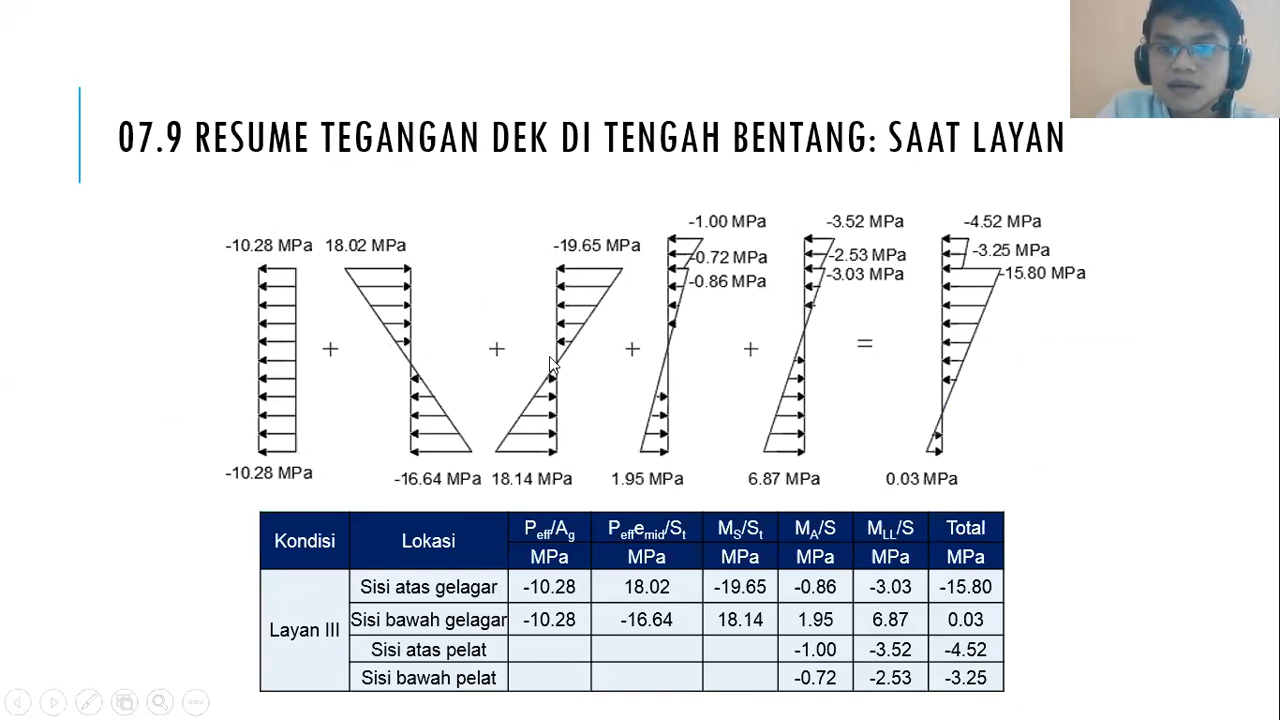 07.9 RESUME TEGANGAN DEK DI TENGAH BENTANG: SAAT LAYAN
-1.00 MPa -3.52 MPa -4.52 MPa
-10.28 MPa 18.02 MPa -19.65 MPa -0.72 MPa -2.53 MPa -3.25 MPa
-0.86 MPa -3.03 MPa -15.80 MPa
+ + + + =
-10.28 MPa -16.64 MPa 18.14 MPa 1.95 MPa 6.87 MPa 0.03 MPa
Kondisi Lokasi Peff/Ag Peffemid/St MS/St MA/S MLL/S Total
MPa MPa MPa MPa MPa MPa
Layan III
Sisi atas gelagar -10.28 18.02 -19.65 -0.86 -3.03 -15.80
Sisi bawah gelagar -10.28 -16.64 18.14 1.95 6.87 0.03
Sisi atas pelat -1.00 -3.52 -4.52
Sisi bawah pelat -0.72 -2.53 -3.25